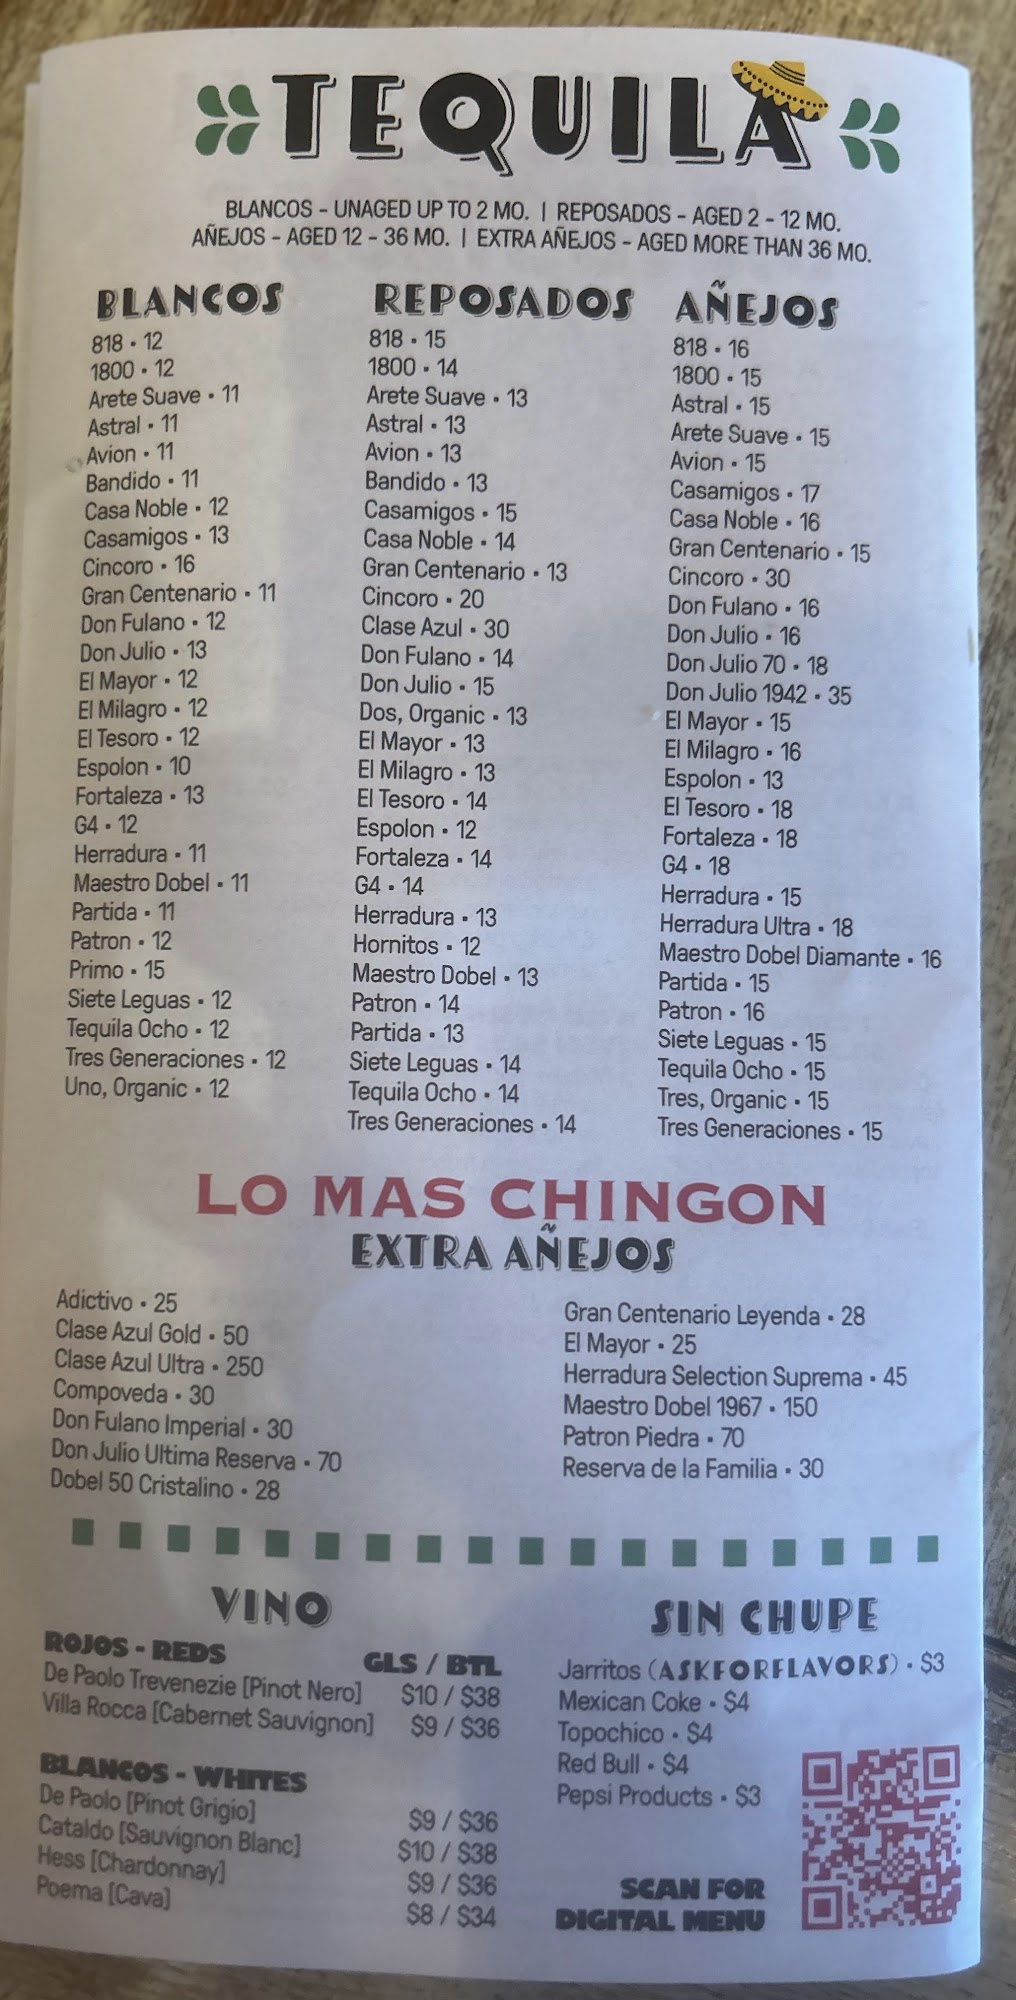 TEQUILA
BLANCOS - UNAGED UP TO 2 MO. | REPOSADOS - AGED 2 - 12 MO.
AÑEJOS - AGED 12 - 36 MO. | EXTRA AÑEJOS - AGED MORE THAN 36 MO.
BLANCOS
818 • 12
1800 • 12
Arete Suave • 11
Astral • 11
Avion • 11
Bandido • 11
Casa Noble • 12
Casamigos • 13
Cincoro • 16
Gran Centenario • 11
Don Fulano • 12
Don Julio • 13
El Mayor • 12
El Milagro • 12
El Tesoro • 12
Espolon • 10
Fortaleza • 13
G4 • 12
Herradura • 11
Maestro Dobel • 11
Partida • 11
Patron • 12
Primo • 15
Siete Leguas • 12
Tequila Ocho • 12
Tres Generaciones • 12
Uno, Organic • 12
REPOSADOS
818 • 15
1800 • 14
Arete Suave • 13
Astral • 13
Avion • 13
Bandido • 13
Casamigos • 15
Casa Noble • 14
Gran Centenario • 13
Cincoro • 20
Clase Azul • 30
Don Fulano • 14
Don Julio • 15
Dos, Organic • 13
El Mayor • 13
El Milagro • 13
El Tesoro • 14
Espolon • 12
Fortaleza • 14
G4 • 14
Herradura • 13
Hornitos • 12
Maestro Dobel • 13
Patron • 14
Partida • 13
Siete Leguas • 14
Tequila Ocho • 14
Tres Generaciones • 14
AÑEJOS
818 • 16
1800 • 15
Astral • 15
Arete Suave • 15
Avion • 15
Casamigos • 17
Casa Noble • 16
Gran Centenario • 15
Cincoro • 30
Don Fulano • 16
Don Julio • 16
Don Julio 70 • 18
Don Julio 1942 • 35
El Mayor • 15
El Milagro • 16
Espolon • 13
El Tesoro • 18
Fortaleza • 18
G4 • 18
Herradura • 15
Herradura Ultra • 18
Maestro Dobel Diamante • 16
Partida • 15
Patron • 16
Siete Leguas • 15
Tequila Ocho • 15
Tres, Organic • 15
Tres Generaciones • 15
LO MAS CHINGON
EXTRA AÑEJOS
Adictivo • 25
Clase Azul Gold • 50
Clase Azul Ultra • 250
Compoveda • 30
Don Fulano Imperial • 30
Don Julio Ultima Reserva • 70
Dobel 50 Cristalino • 28
Gran Centenario Leyenda • 28
El Mayor • 25
Herradura Selection Suprema • 45
Maestro Dobel 1967 • 150
Patron Piedra • 70
Reserva de la Familia • 30
VINO
ROJOS - REDS GLS / BTL
De Paolo Trevenezie [Pinot Nero] $10 / $38
Villa Rocca [Cabernet Sauvignon] $9 / $36
BLANCOS - WHITES
De Paolo [Pinot Grigio] $9 / $36
Cataldo [Sauvignon Blanc] $10 / $38
Hess [Chardonnay] $9 / $36
Poema [Cava] $8 / $34
SIN CHUPE
Jarritos (ASKFORFLAVORS) • $3
Mexican Coke • $4
Topochico • $4
Red Bull • $4
Pepsi Products • $3
SCAN FOR
DIGITAL MENU